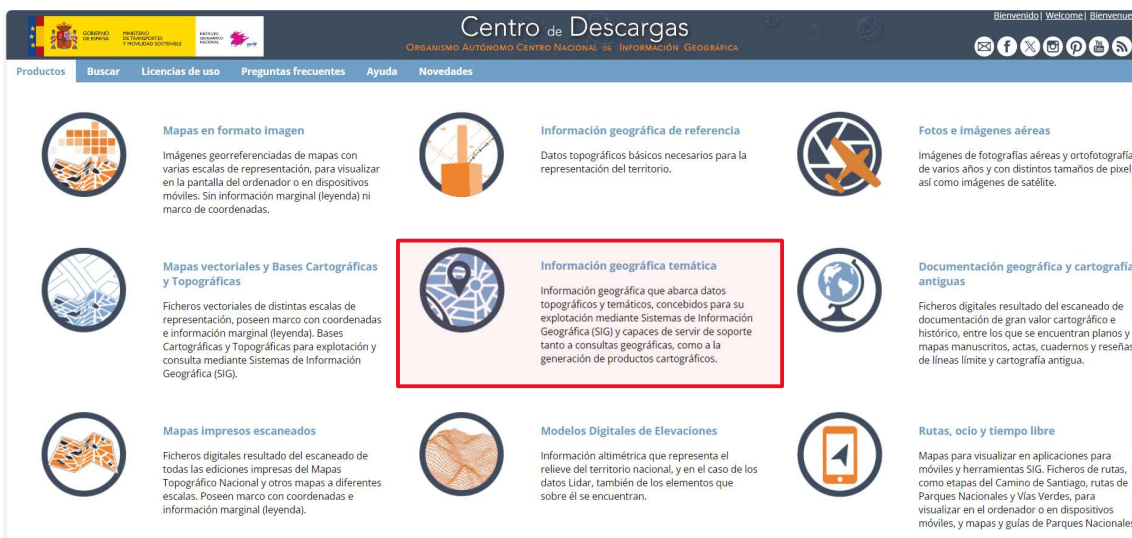 GOBIERNO
DE ESPAÑA
MINISTERIO
DE TRANSPORTES
Y MOVILIDAD SOSTENIBLE
INSTITUTO
GEOGRÁFICO
NACIONAL
Centro de Descargas
Organismo Autónomo Centro Nacional de Información Geográfica
Bienvenido| Welcome| Bienvenue
Productos Buscar Licencias de uso Preguntas frecuentes Ayuda Novedades
Mapas en formato imagen
Imágenes georreferenciadas de mapas con
varias escalas de representación, para visualizar
en la pantalla del ordenador o en dispositivos
móviles. Sin información marginal (leyenda) ni
marco de coordenadas.
Información geográfica de referencia
Datos topográficos básicos necesarios para la
representación del territorio.
Fotos e imágenes aéreas
Imágenes de fotografías aéreas y ortofotografía
de varios años y con distintos tamaños de pixel
así como imágenes de satélite.
Mapas vectoriales y Bases Cartográficas
y Topográficas
Ficheros vectoriales de distintas escalas de
representación, poseen marco con coordenadas
e información marginal (leyenda). Bases
Cartográficas y Topográficas para explotación y
consulta mediante Sistemas de Información
Geográfica (SIG).
Información geográfica temática
Información geográfica que abarca datos
topográficos y temáticos, concebidos para su
explotación mediante Sistemas de Información
Geográfica (SIG) y capaces de servir de soporte
tanto a consultas geográficas, como a la
generación de productos cartográficos.
Documentación geográfica y cartografía
antiguas
Ficheros digitales resultado del escaneado de
documentación de gran valor cartográfico e
histórico, entre los que se encuentran planos y
mapas manuscritos, actas, cuadernos y reseñas
de líneas límite y cartografía antigua.
Mapas impresos escaneados
Ficheros digitales resultado del escaneado de
todas las ediciones impresas del Mapas
Topográfico Nacional y otros mapas a diferentes
escalas. Poseen marco con coordenadas e
información marginal (leyenda).
Modelos Digitales de Elevaciones
Información altimétrica que representa el
relieve del territorio nacional, y en el caso de los
datos Lidar, también de los elementos que
sobre él se encuentran.
Rutas, ocio y tiempo libre
Mapas para visualizar en aplicaciones para
móviles y herramientas SIG. Ficheros de rutas,
como etapas del Camino de Santiago, rutas de
Parques Nacionales y Vías Verdes, para
visualizar en el ordenador o en dispositivos
móviles, y mapas y guías de Parques Nacionales